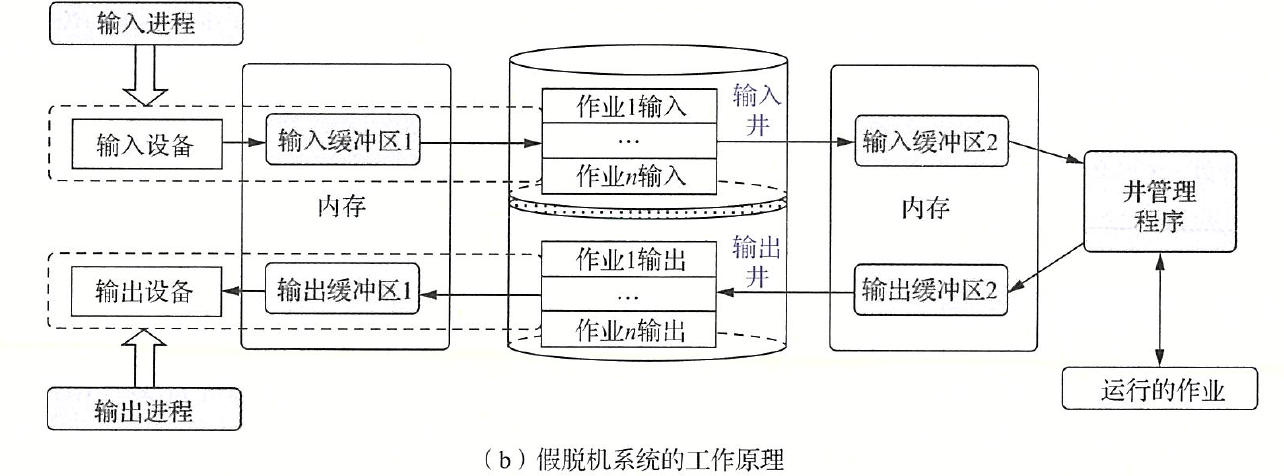 输入进程
作业1输入
输入
井
输入设备
输入缓冲区1
…
输入缓冲区2
作业n输入
井管理
程序
内存
内存
作业1输出
输出
井
输出设备
输出缓冲区1
…
输出缓冲区2
作业n输出
运行的作业
输出进程
（b）假脱机系统的工作原理